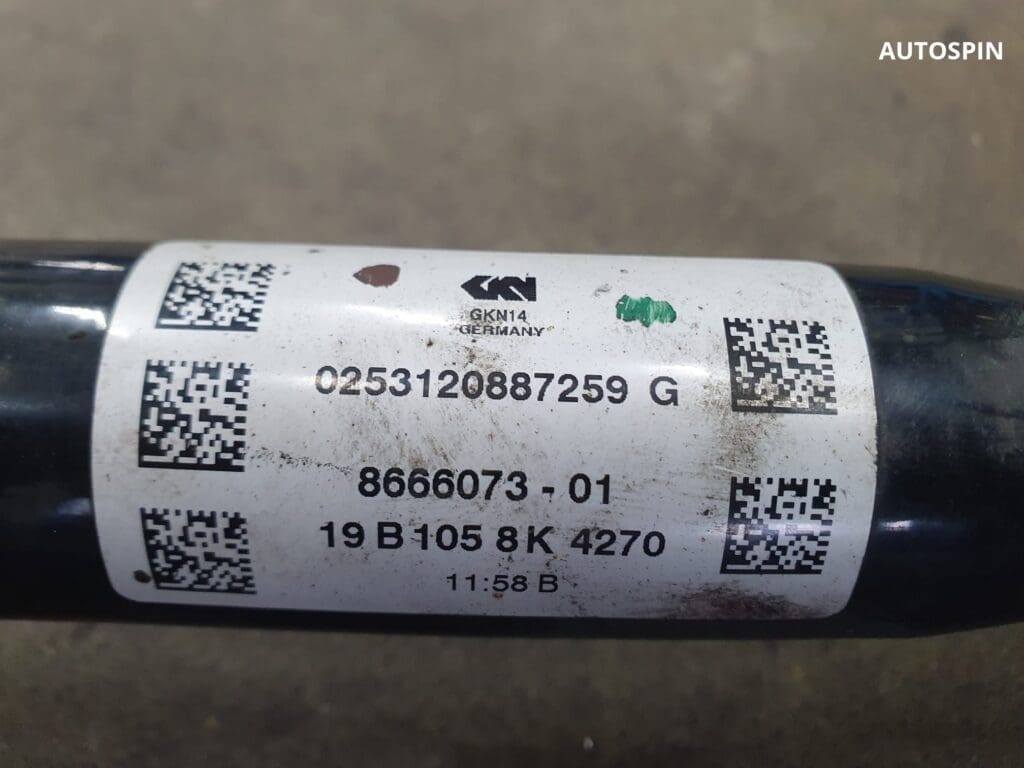 AUTOSPIN
GKN
GKN14
GERMANY
0253120887259 G
8666073 - 01
19 B 105 8K 4270
11:58 B